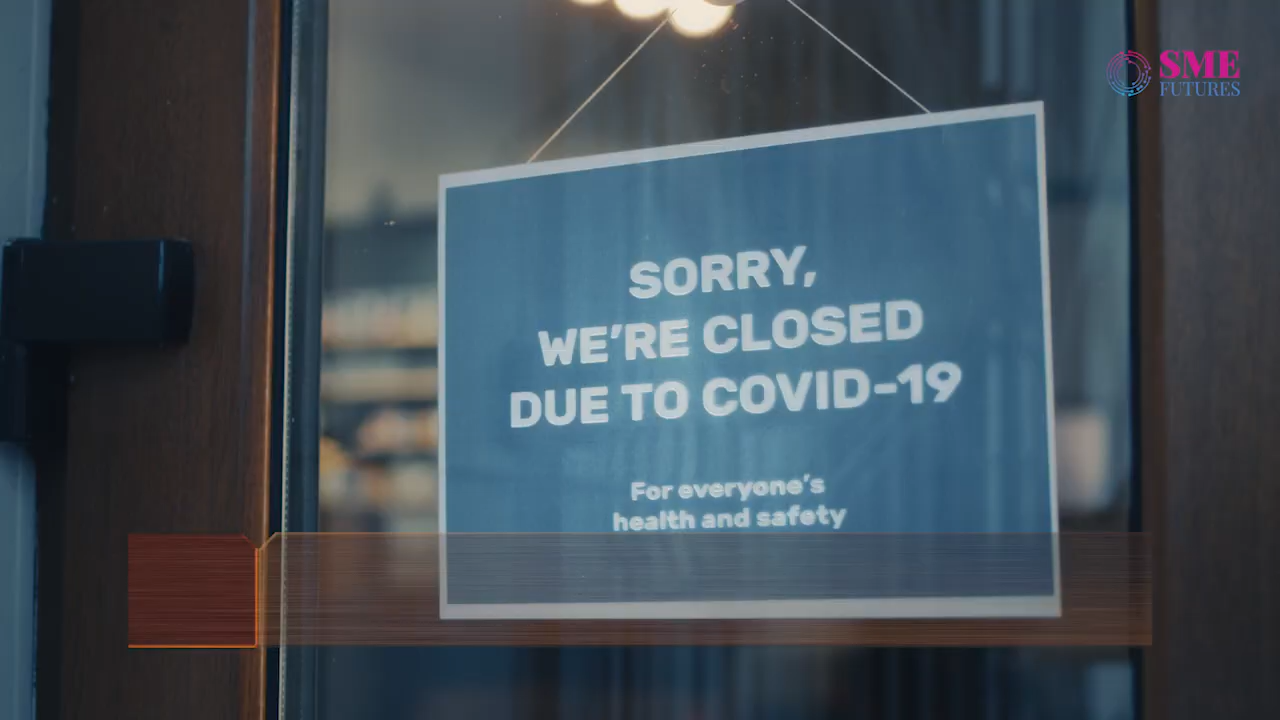 SME
FUTURES
SORRY,
WE'RE CLOSED
DUE TO COVID-19
For everyone's
health and safety